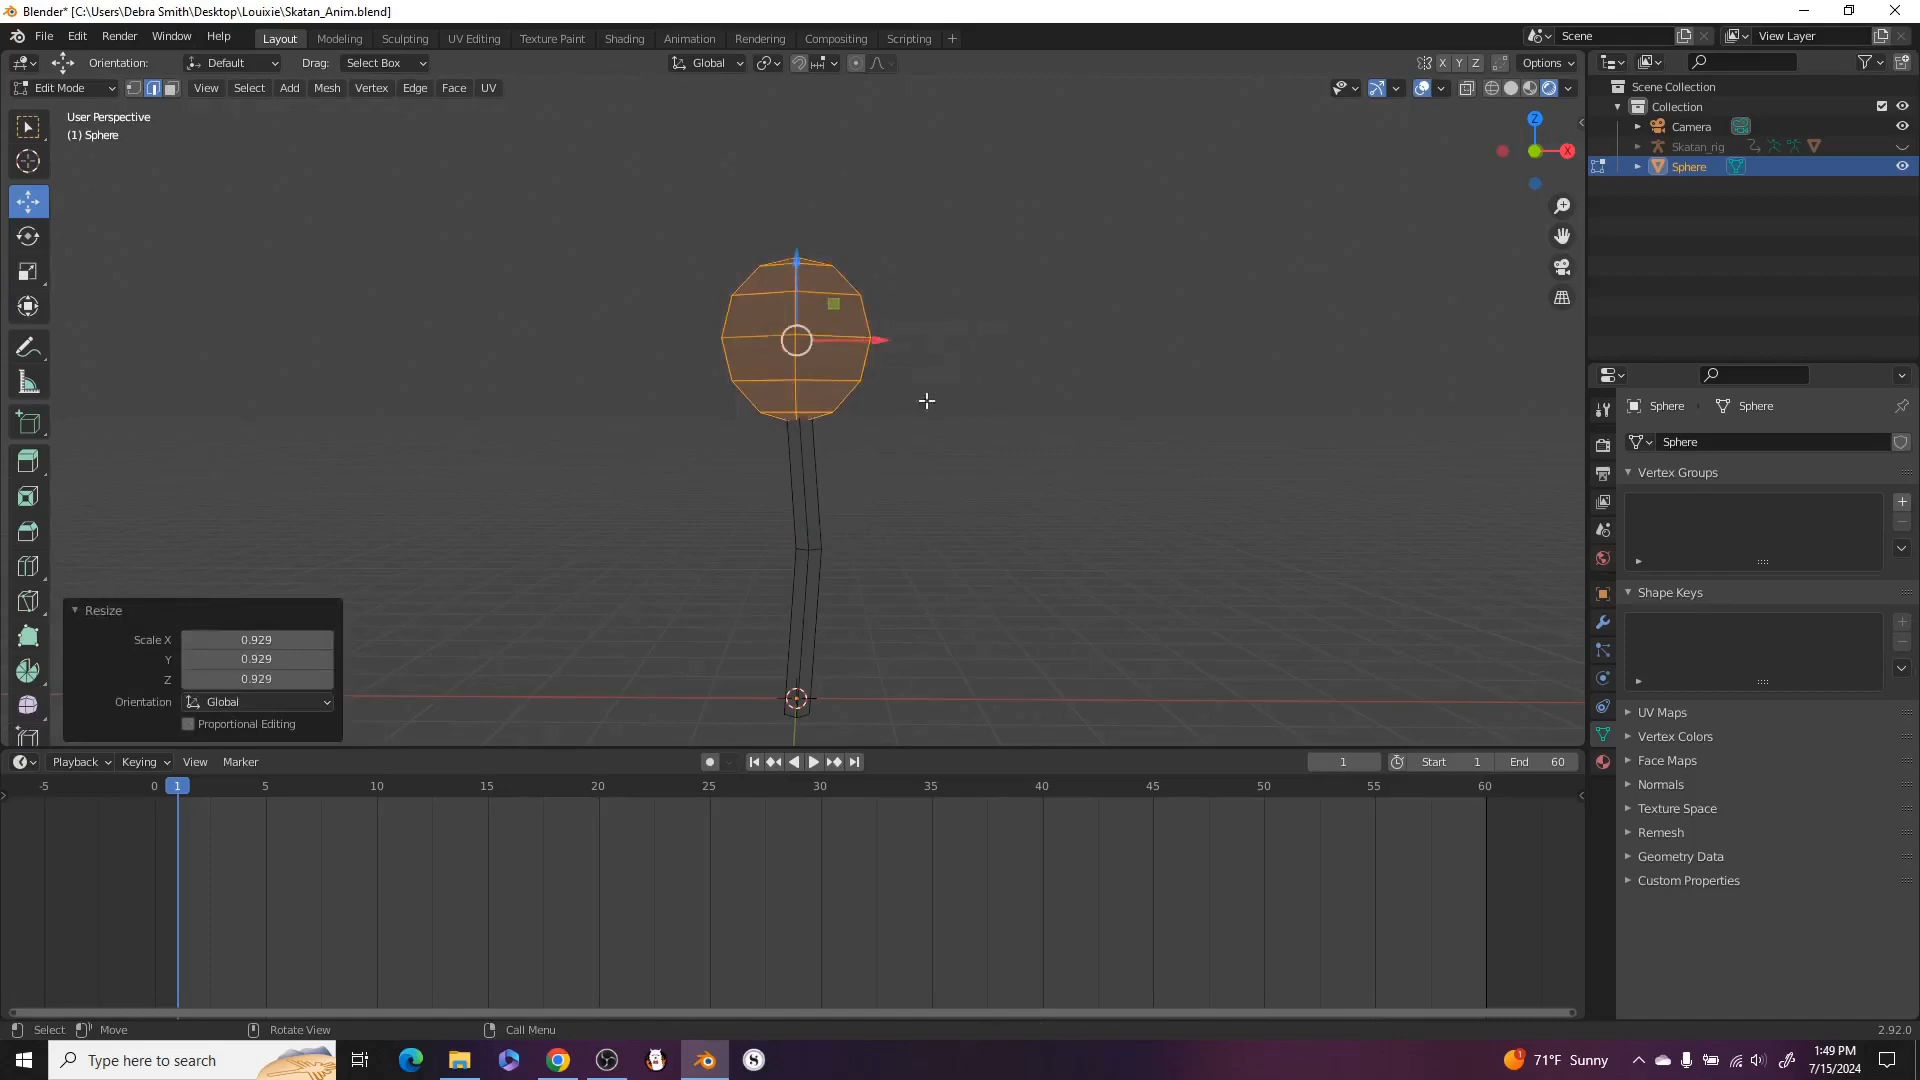 Blender* [C:\Users\Debra Smith\Desktop\Louixie\Skatan_Anim.blend]
File Edit Render Window Help
Layout Modeling Sculpting UV Editing Texture Paint Shading Animation Rendering Compositing Scripting +
Scene
View Layer
Orientation: Default Drag: Select Box
Global
X Y Z Options
Edit Mode View Select Add Mesh Vertex Edge Face UV
User Perspective
(1) Sphere
Z
X
Scene Collection
Collection
Camera
Skatan_rig
Sphere
Sphere Sphere
Sphere
Vertex Groups
Shape Keys
UV Maps
Vertex Colors
Face Maps
Normals
Texture Space
Remesh
Geometry Data
Custom Properties
Resize
Scale X 0.929
Y 0.929
Z 0.929
Orientation Global
Proportional Editing
Playback Keying View Marker
1 Start 1 End 60
-5 0 1 5 10 15 20 25 30 35 40 45 50 55 60
Select Move Rotate View Call Menu
2.92.0
Type here to search
71°F Sunny
1:49 PM
7/15/2024